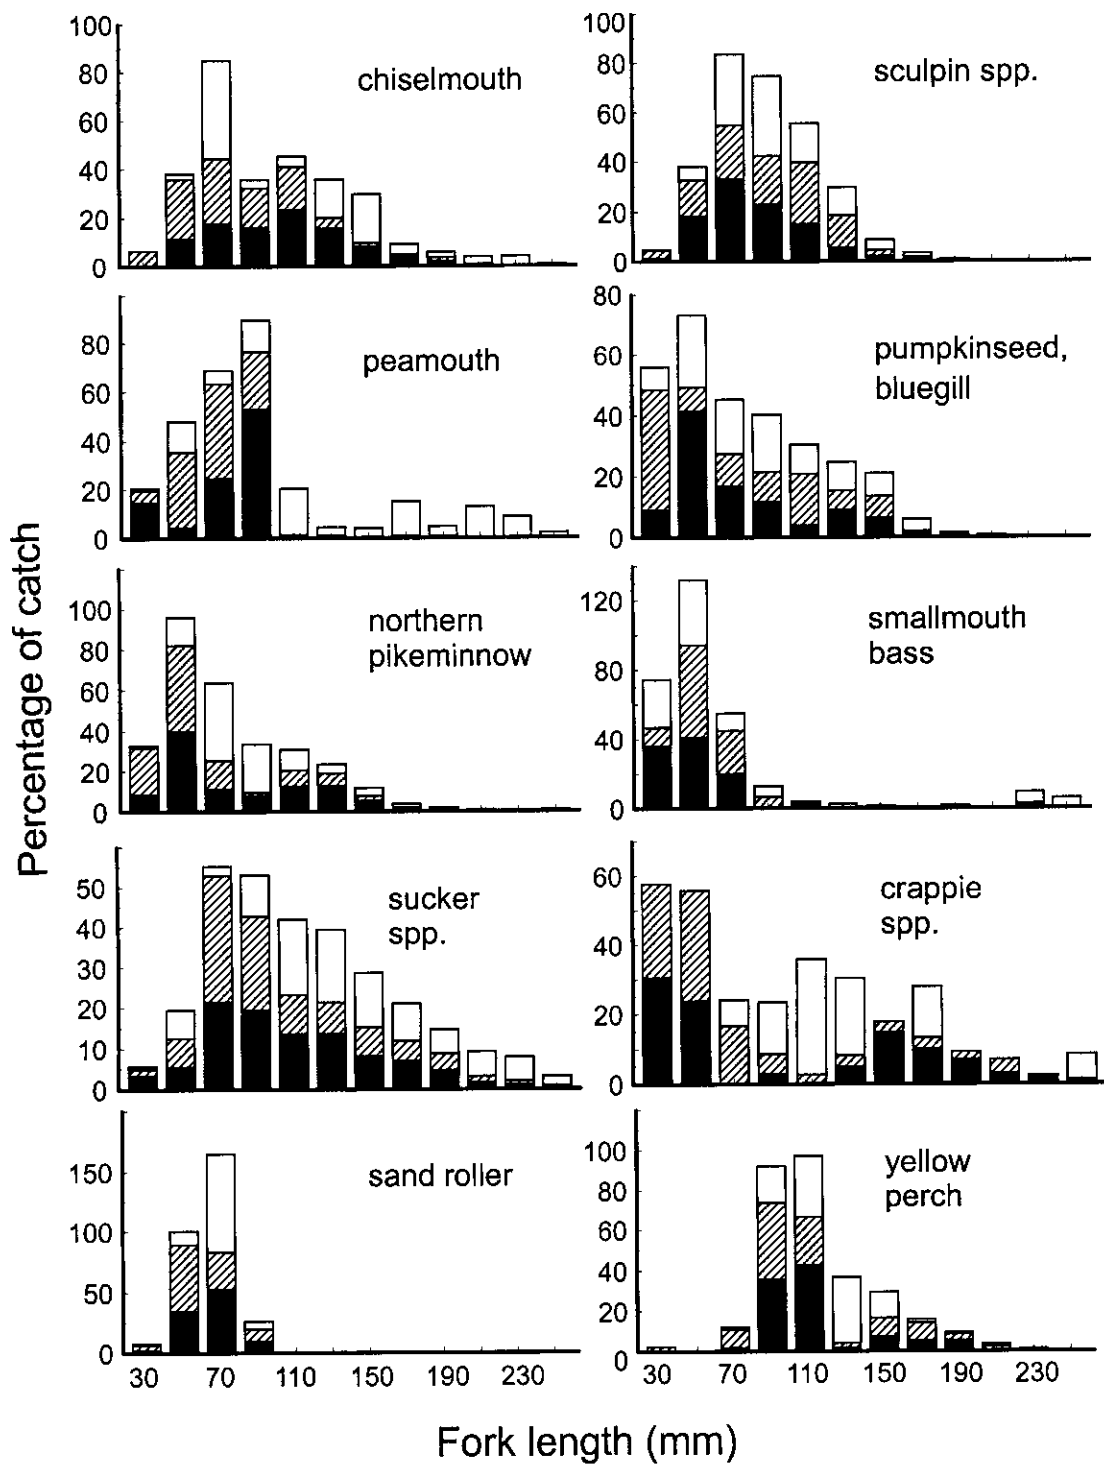 Percentage of catch
100
80
60
40
20
0
chiselmouth
100
80
60
40
20
0
sculpin spp.
80
60
40
20
0
peamouth
80
60
40
20
0
pumpkinseed,
bluegill
100
80
60
40
20
0
northern
pikeminnow
120
80
40
0
smallmouth
bass
50
40
30
20
10
0
sucker
spp.
60
40
20
0
crappie
spp.
150
100
50
0
sand roller
30 70 110 150 190 230
100
80
60
40
20
0
yellow
perch
30 70 110 150 190 230
Fork length (mm)